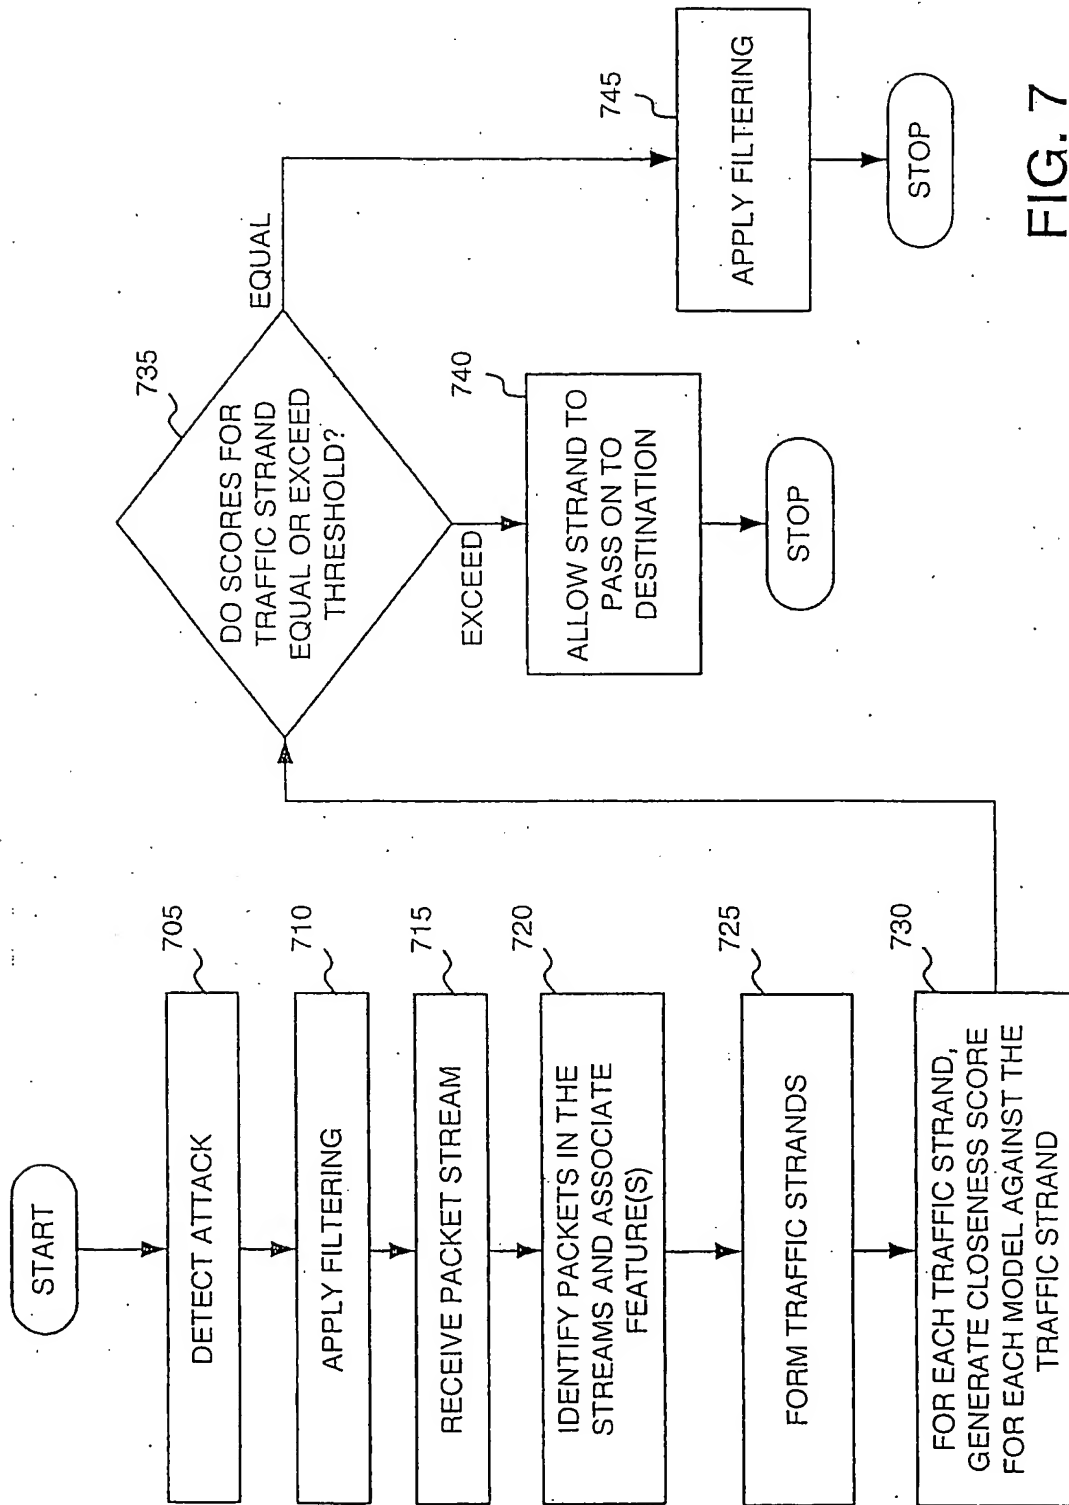 START
705
DETECT ATTACK
710
APPLY FILTERING
715
RECEIVE PACKET STREAM
720
IDENTIFY PACKETS IN THE
STREAMS AND ASSOCIATE
FEATURE(S)
725
FORM TRAFFIC STRANDS
730
FOR EACH TRAFFIC STRAND,
GENERATE CLOSENESS SCORE
FOR EACH MODEL AGAINST THE
TRAFFIC STRAND
735
DO SCORES FOR
TRAFFIC STRAND
EQUAL OR EXCEED
THRESHOLD?
EQUAL
EXCEED
740
ALLOW STRAND TO
PASS ON TO
DESTINATION
STOP
745
APPLY FILTERING
STOP
FIG. 7